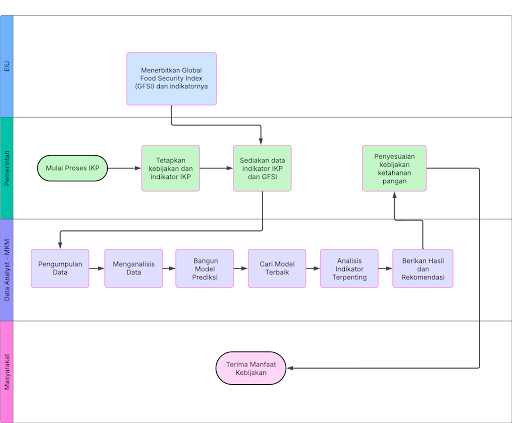 EIU
Menerbitkan Global
Food Security Index
(GFSI) dan indikatornya
Pemerintah
Mulai Proses IKP
Tetapkan
kebijakan dan
indikator IKP
Sediakan data
indikator IKP
dan GFSI
Penyesuaian
kebijakan
ketahanan
pangan
Data Analyst - MKM
Pengumpulan
Data
Menganalisis
Data
Bangun
Model
Prediksi
Cari Model
Terbaik
Analisis
Indikator
Terpenting
Berikan Hasil
dan
Rekomendasi
Masyarakat
Terima Manfaat
Kebijakan